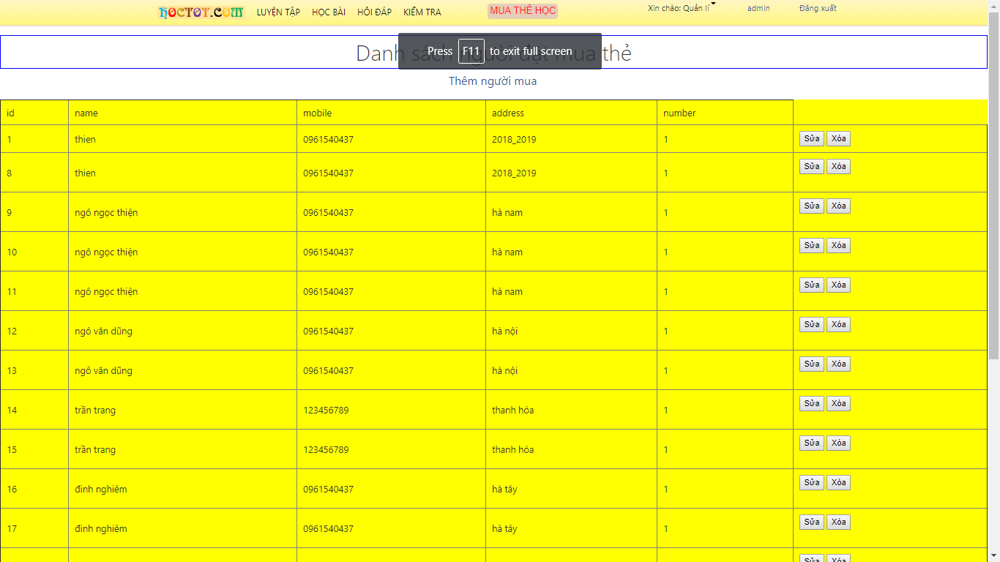 HOCTOT.COM LUYỆN TẬP HỌC BÀI HỎI ĐÁP KIỂM TRA MUA THẺ HỌC Xin chào: Quản lí admin Đăng xuất
Danh sách người đặt mua thẻ
Press F11 to exit full screen
Thêm người mua
id name mobile address number
1 thien 0961540437 2018_2019 1 Sửa Xóa
8 thien 0961540437 2018_2019 1 Sửa Xóa
9 ngô ngọc thiện 0961540437 hà nam 1 Sửa Xóa
10 ngô ngọc thiện 0961540437 hà nam 1 Sửa Xóa
11 ngô ngọc thiện 0961540437 hà nam 1 Sửa Xóa
12 ngô văn dũng 0961540437 hà nội 1 Sửa Xóa
13 ngô văn dũng 0961540437 hà nội 1 Sửa Xóa
14 trần trang 123456789 thanh hóa 1 Sửa Xóa
15 trần trang 123456789 thanh hóa 1 Sửa Xóa
16 đinh nghiêm 0961540437 hà tây 1 Sửa Xóa
17 đinh nghiêm 0961540437 hà tây 1 Sửa Xóa
Sửa Xóa